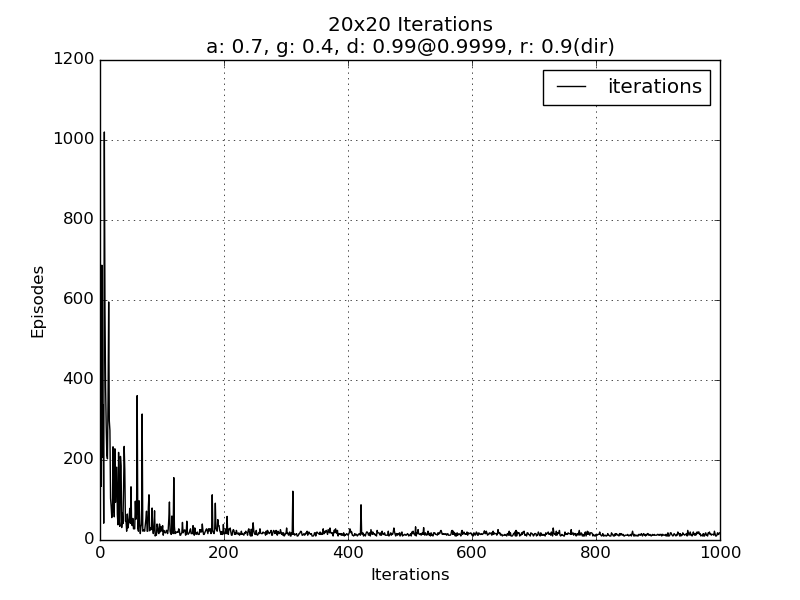 20x20 Iterations
a: 0.7, g: 0.4, d: 0.99@0.9999, r: 0.9(dir)
iterations
1200
1000
800
600
400
200
0
Episodes
0 200 400 600 800 1000
Iterations